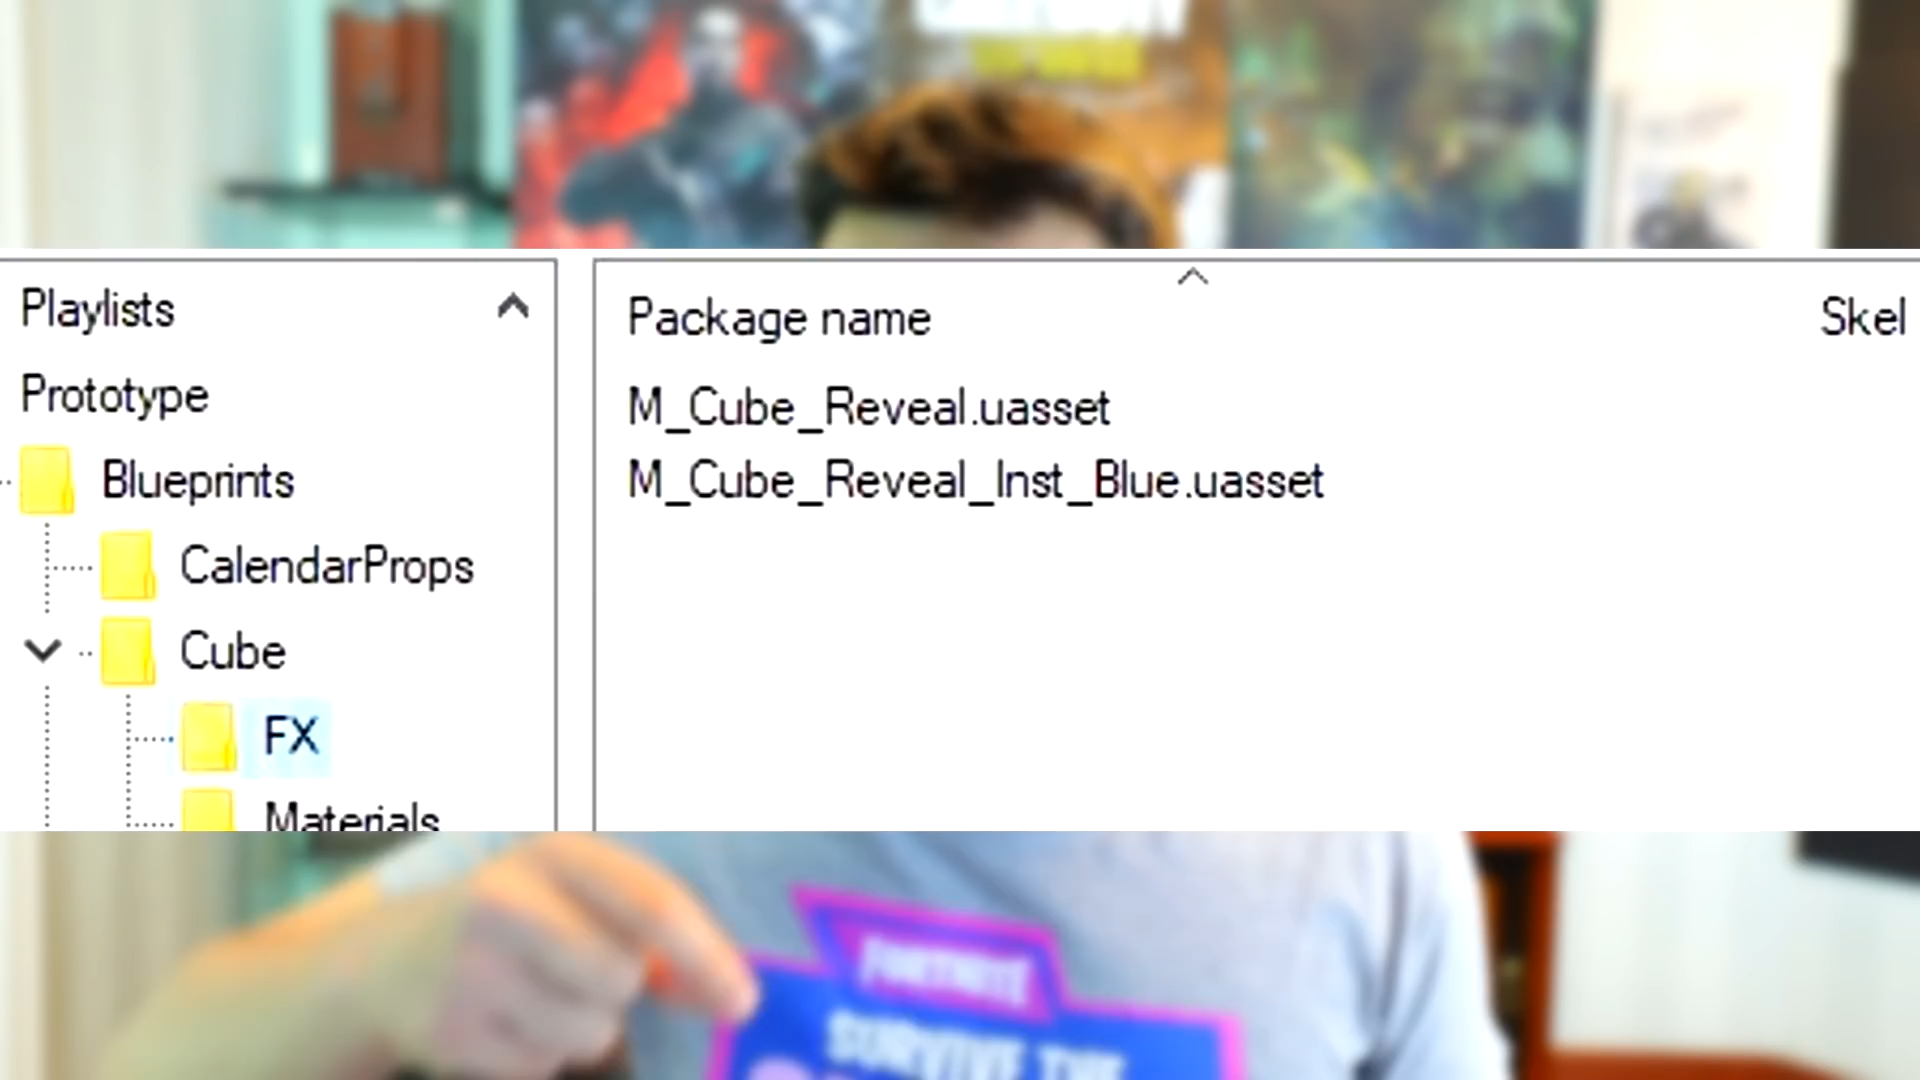 Playlists
Prototype
Blueprints
CalendarProps
Cube
FX
Materials
Package name
Skel
M_Cube_Reveal.uasset
M_Cube_Reveal_Inst_Blue.uasset
FORTNITE
SURVIVE THE